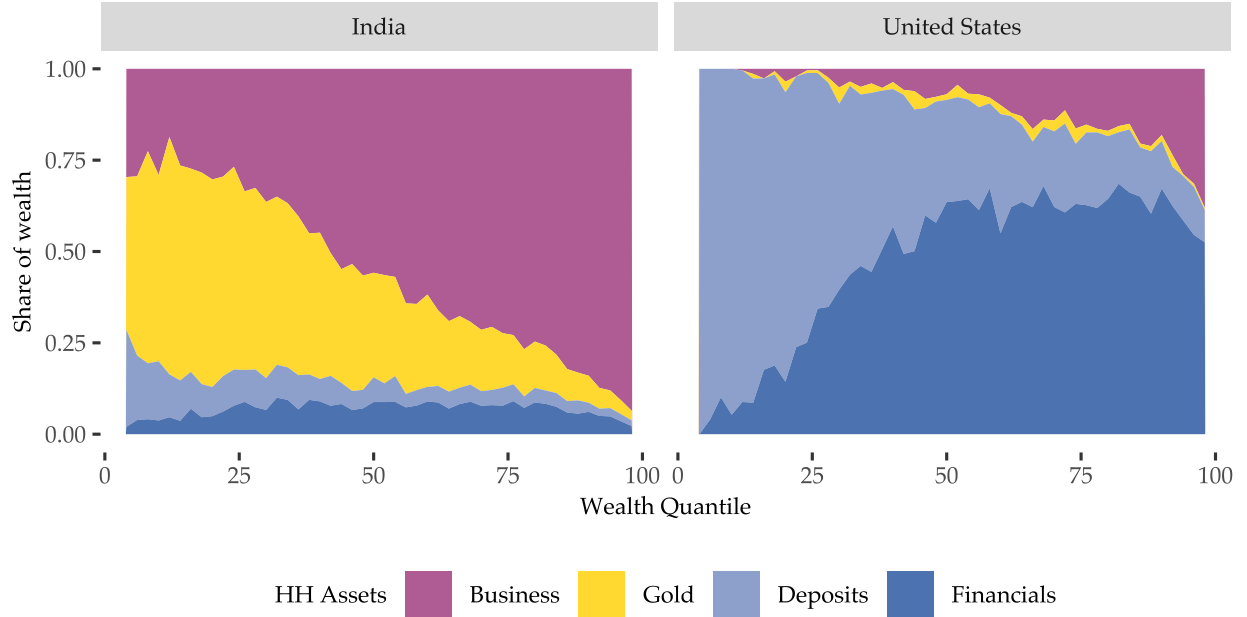 India
United States
1.00
0.75
0.50
0.25
0.00
Share of wealth
0 25 50 75 100
0 25 50 75 100
Wealth Quantile
HH Assets Business Gold Deposits Financials